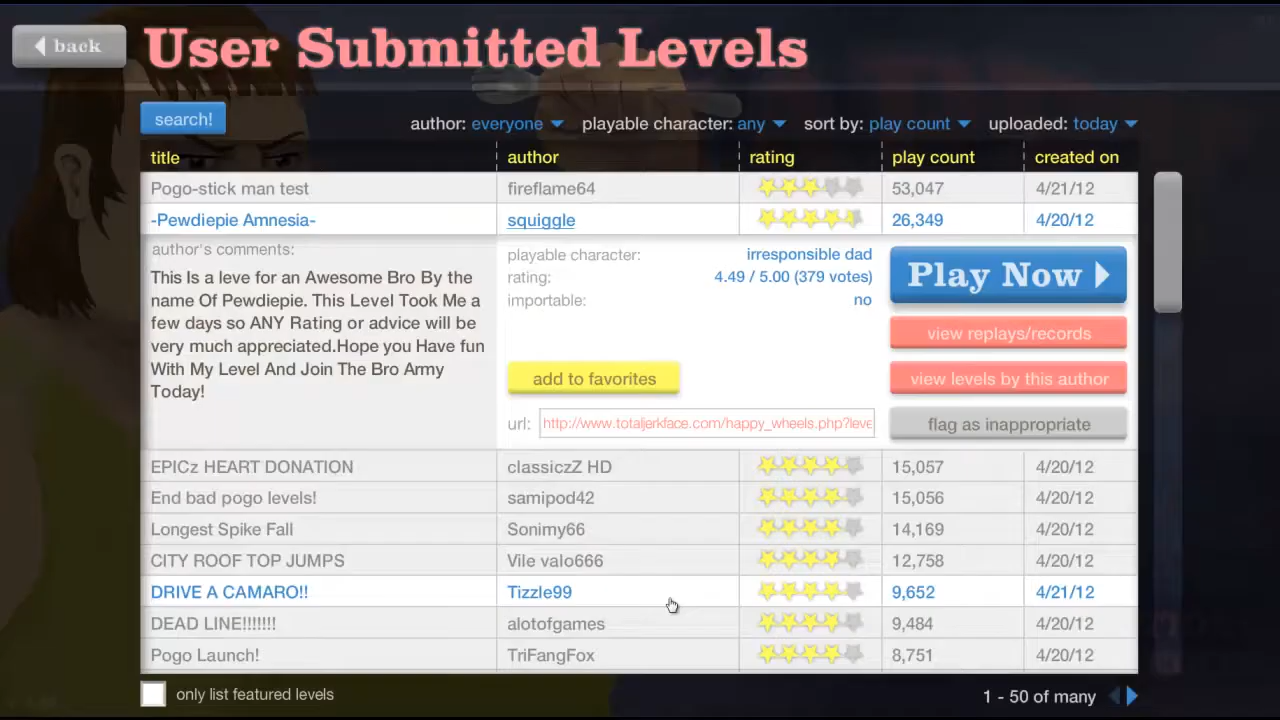 back
User Submitted Levels
search!
author: everyone
playable character: any
sort by: play count
uploaded: today
title author rating play count created on
Pogo-stick man test fireflame64 53,047 4/21/12
-Pewdiepie Amnesia- squiggle 26,349 4/20/12
author's comments:
This Is a leve for an Awesome Bro By the
name Of Pewdiepie. This Level Took Me a
few days so ANY Rating or advice will be
very much appreciated.Hope you Have fun
With My Level And Join The Bro Army
Today!
playable character: irresponsible dad
rating: 4.49 / 5.00 (379 votes)
importable: no
add to favorites
url: http://www.totaljerkface.com/happy_wheels.php?leve
Play Now
view replays/records
view levels by this author
flag as inappropriate
EPICz HEART DONATION classiczZ HD 15,057 4/20/12
End bad pogo levels! samipod42 15,056 4/20/12
Longest Spike Fall Sonimy66 14,169 4/20/12
CITY ROOF TOP JUMPS Vile valo666 12,758 4/20/12
DRIVE A CAMARO!! Tizzle99 9,652 4/21/12
DEAD LINE!!!!!!! alotofgames 9,484 4/20/12
Pogo Launch! TriFangFox 8,751 4/20/12
only list featured levels
1 - 50 of many